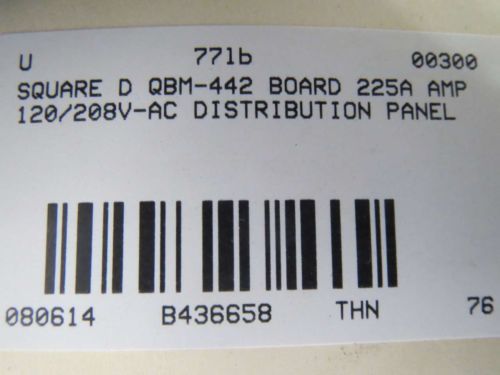 U 771b 00300
SQUARE D QBM-442 BOARD 225A AMP
120/208V-AC DISTRIBUTION PANEL
080614 B436658 THN 76